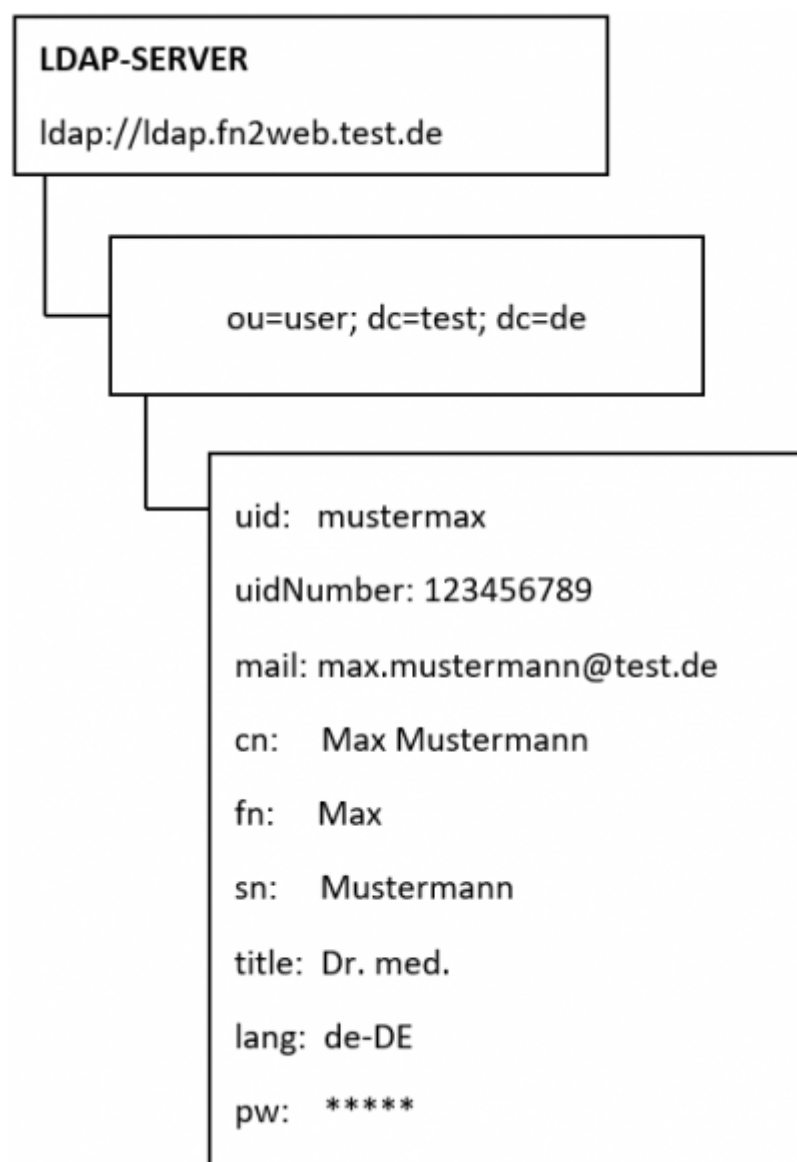 LDAP-SERVER
ldap://ldap.fn2web.test.de
ou=user; dc=test; dc=de
uid: mustermax
uidNumber: 123456789
mail: max.mustermann@test.de
cn: Max Mustermann
fn: Max
sn: Mustermann
title: Dr. med.
lang: de-DE
pw: *****